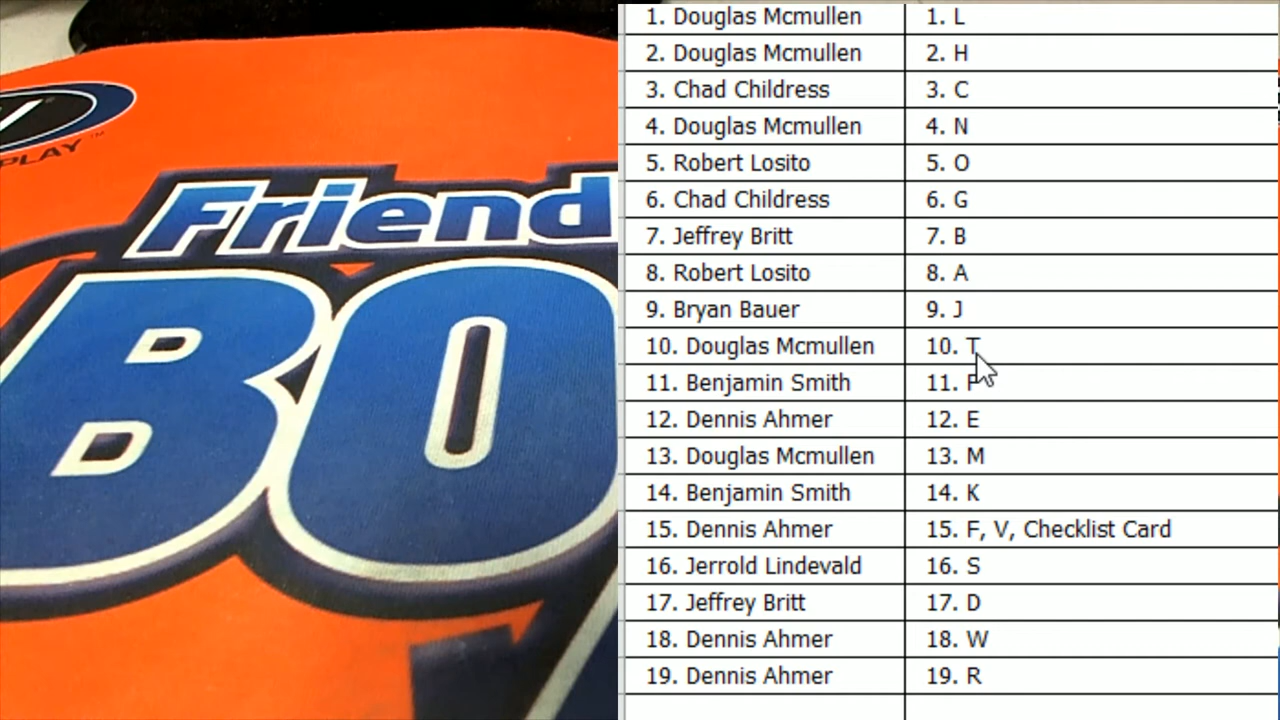 PLAY™
Friend
BO
1. Douglas Mcmullen 1. L
2. Douglas Mcmullen 2. H
3. Chad Childress 3. C
4. Douglas Mcmullen 4. N
5. Robert Losito 5. O
6. Chad Childress 6. G
7. Jeffrey Britt 7. B
8. Robert Losito 8. A
9. Bryan Bauer 9. J
10. Douglas Mcmullen 10. T
11. Benjamin Smith 11.
12. Dennis Ahmer 12. E
13. Douglas Mcmullen 13. M
14. Benjamin Smith 14. K
15. Dennis Ahmer 15. F, V, Checklist Card
16. Jerrold Lindevald 16. S
17. Jeffrey Britt 17. D
18. Dennis Ahmer 18. W
19. Dennis Ahmer 19. R